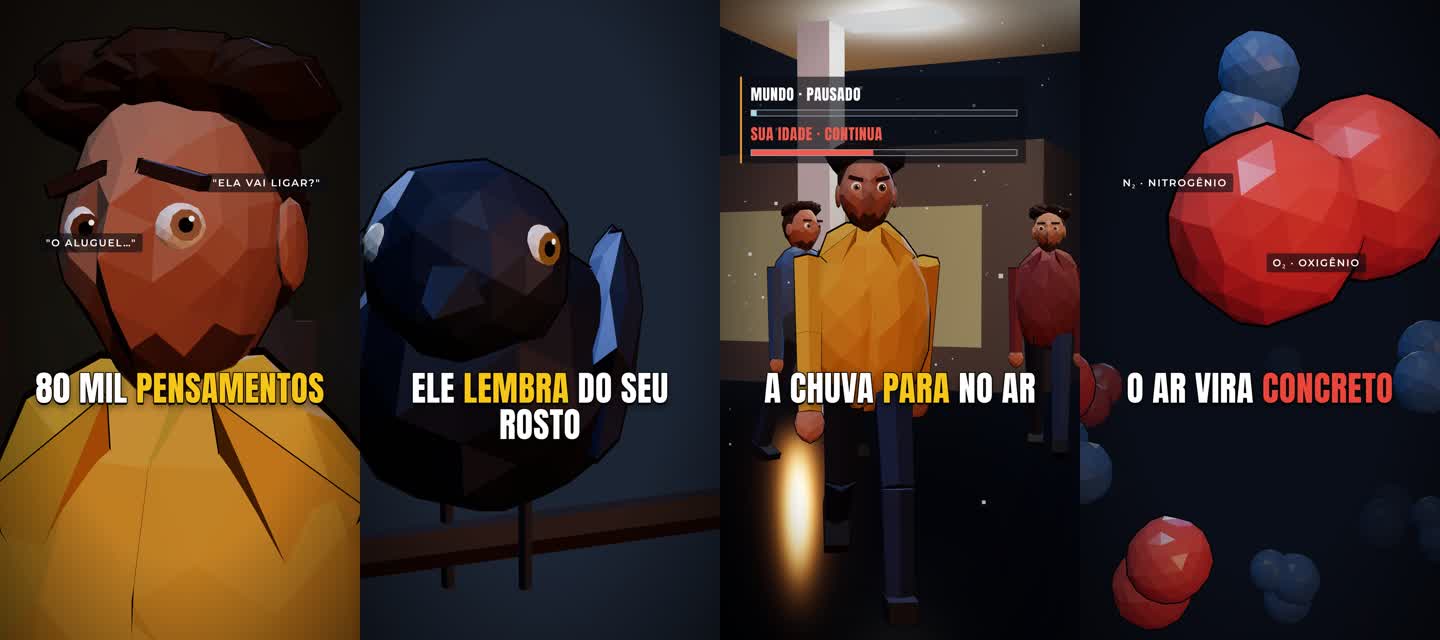 "ELA VAI LIGAR?"
"O ALUGUEL…"
80 MIL PENSAMENTOS
ELE LEMBRA DO SEU
ROSTO
MUNDO · PAUSADO
SUA IDADE · CONTINUA
A CHUVA PARA NO AR
N₂ · NITROGÊNIO
O₂ · OXIGÊNIO
O AR VIRA CONCRETO